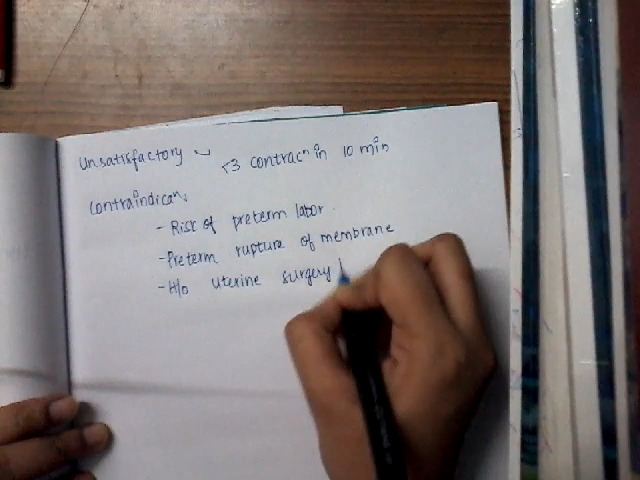 Unsatisfactory ~ <3 contracⁿ in 10 min
Contraindicaⁿ.
- Risk of preterm labor.
- Preterm rupture of membrane
- H/o uterine surgery